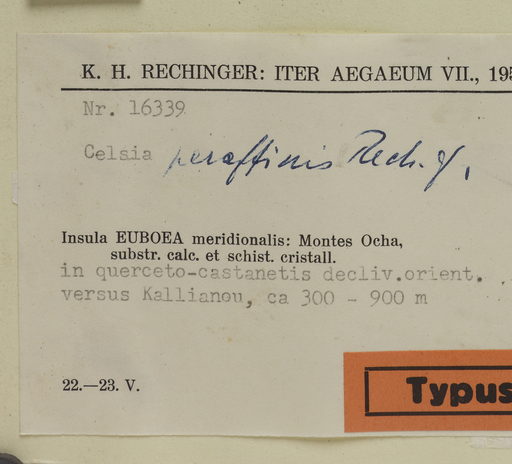 K. H. RECHINGER: ITER AEGAEUM VII., 195
Nr. 16339
Celsia peraffinis Rech. f.
Insula EUBOEA meridionalis: Montes Ocha,
substr. calc. et schist. cristall.
in querceto-castanetis decliv.orient.
versus Kallianou, ca 300 - 900 m
22.—23. V.
Typus